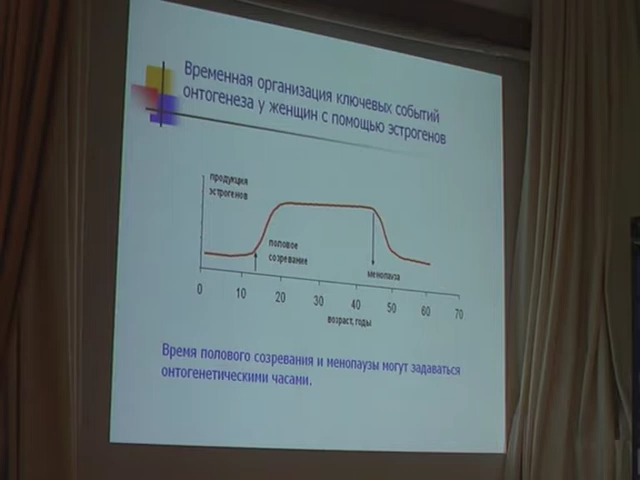 Временная организация ключевых событий
онтогенеза у женщин с помощью эстрогенов
продукция
эстрогенов
половое
созревание
менопауза
0 10 20 30 40 50 60 70
возраст, годы
Время полового созревания и менопаузы могут задаваться
онтогенетическими часами.